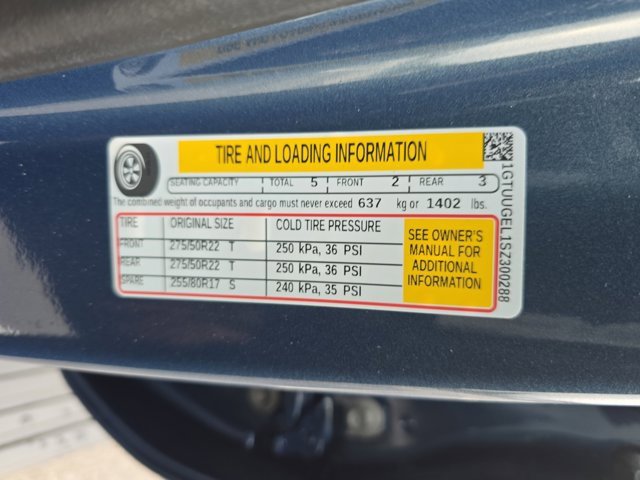 TIRE AND LOADING INFORMATION
SEATING CAPACITY TOTAL 5 FRONT 2 REAR 3
The combined weight of occupants and cargo must never exceed 637 kg or 1402 lbs.
TIRE ORIGINAL SIZE COLD TIRE PRESSURE
FRONT 275/50R22 T 250 kPa, 36 PSI
REAR 275/50R22 T 250 kPa, 36 PSI
SPARE 255/80R17 S 240 kPa, 35 PSI
SEE OWNER'S
MANUAL FOR
ADDITIONAL
INFORMATION
1GTUUGEL1SZ300288